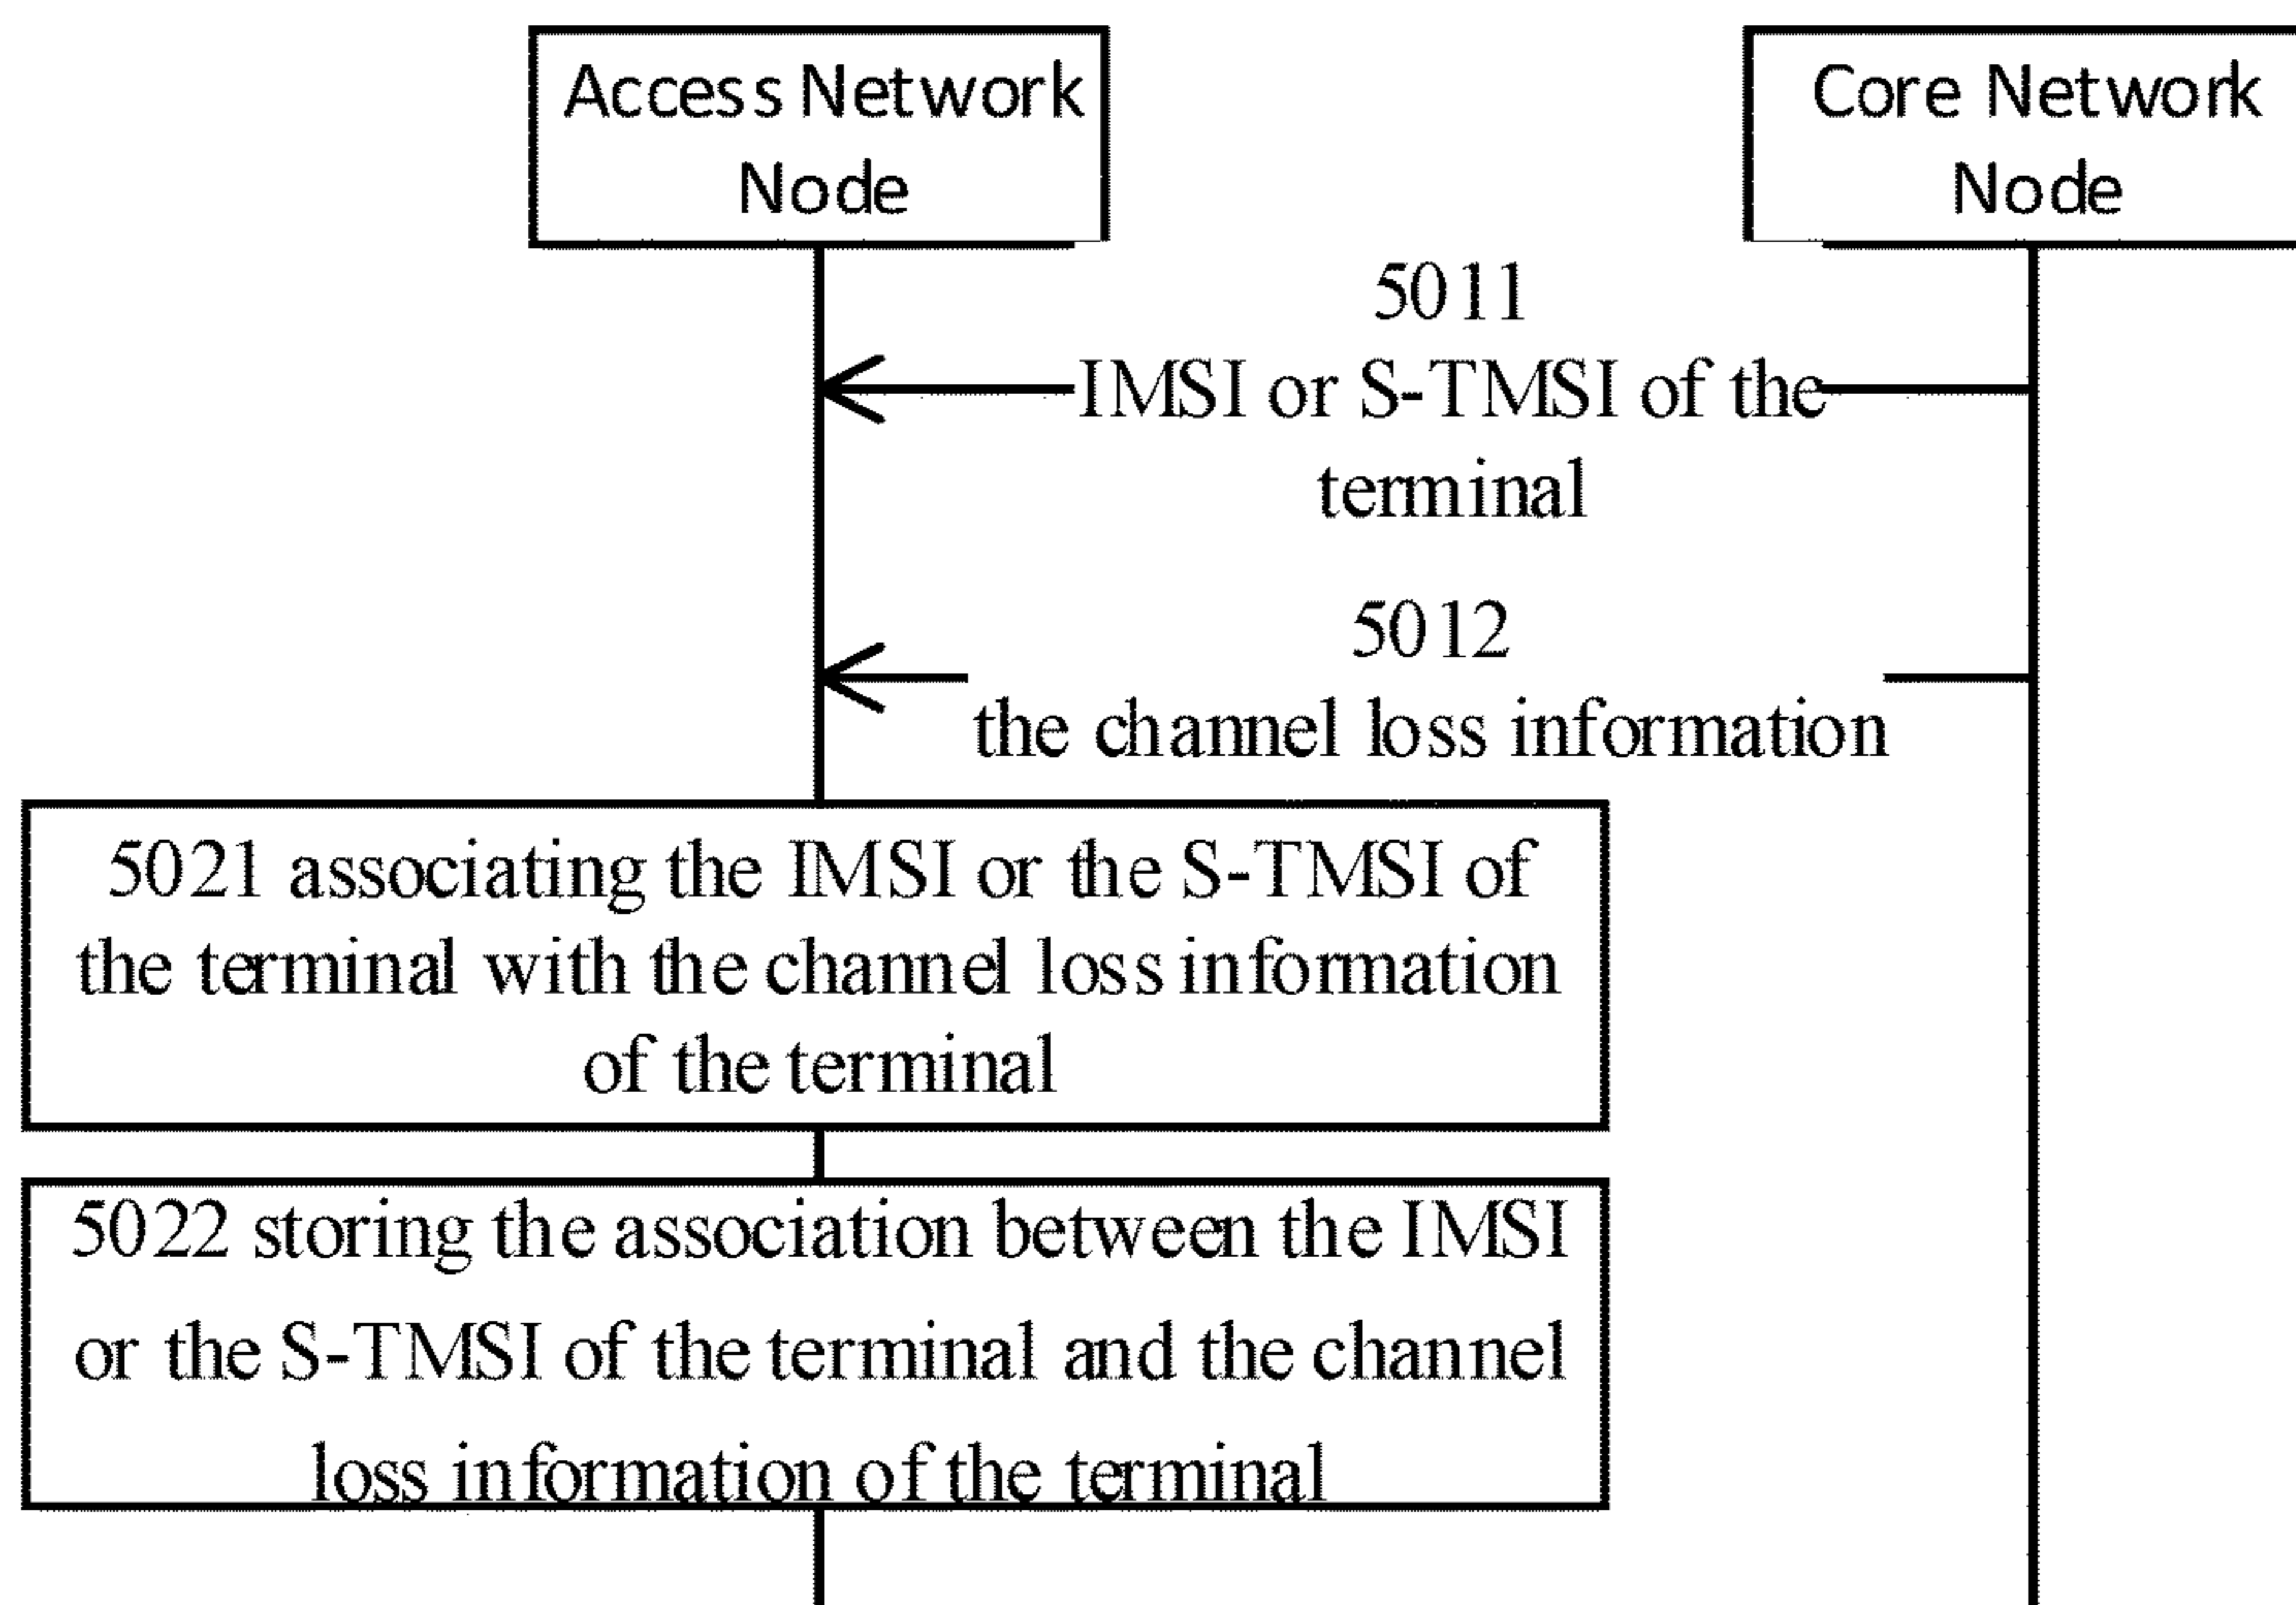 Access Network
Node
Core Network
Node
5011
IMSI or S-TMSI of the
terminal
5012
the channel loss information
5021 associating the IMSI or the S-TMSI of
the terminal with the channel loss information
of the terminal
5022 storing the association between the IMSI
or the S-TMSI of the terminal and the channel
loss information of the terminal